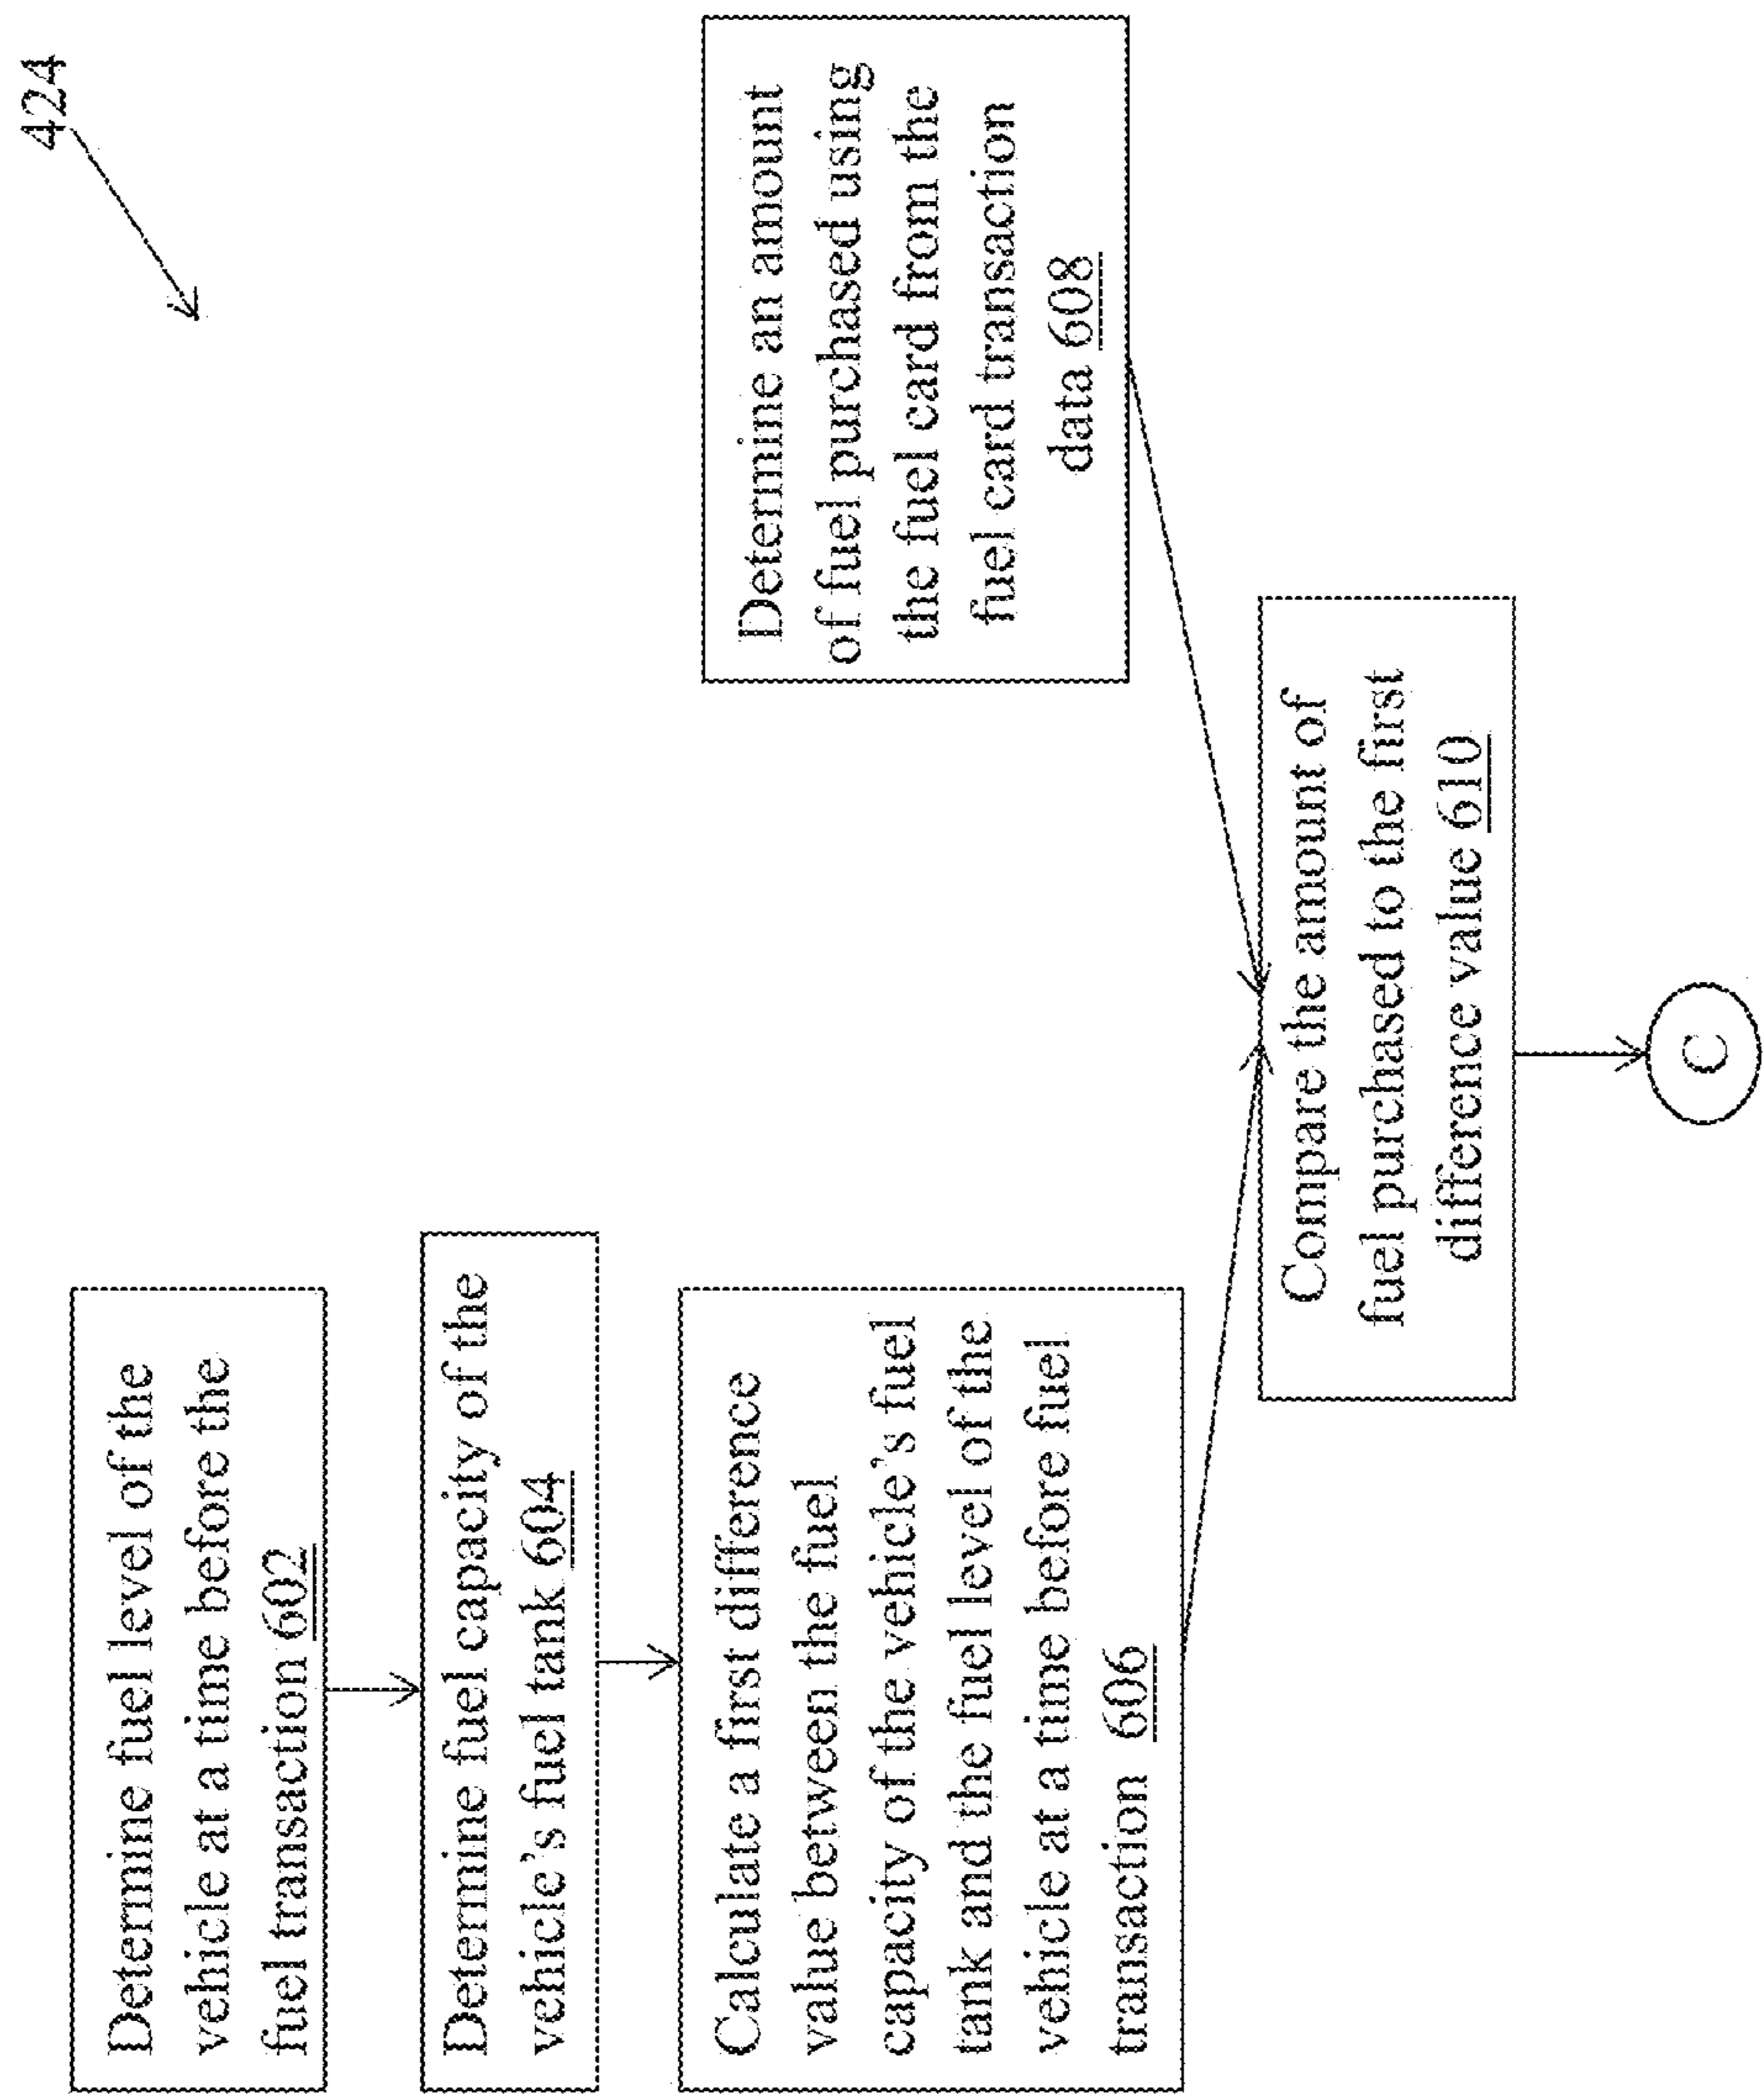 424
Determine fuel level of the
vehicle at a time before the
fuel transaction 602
Determine fuel capacity of the
vehicle's fuel tank 604
Calculate a first difference
value between the fuel
capacity of the vehicle's fuel
tank and the fuel level of the
vehicle at a time before fuel
transaction 606
Determine an amount
of fuel purchased using
the fuel card from the
fuel card transaction
data 608
Compare the amount of
fuel purchased to the first
difference value 610
C